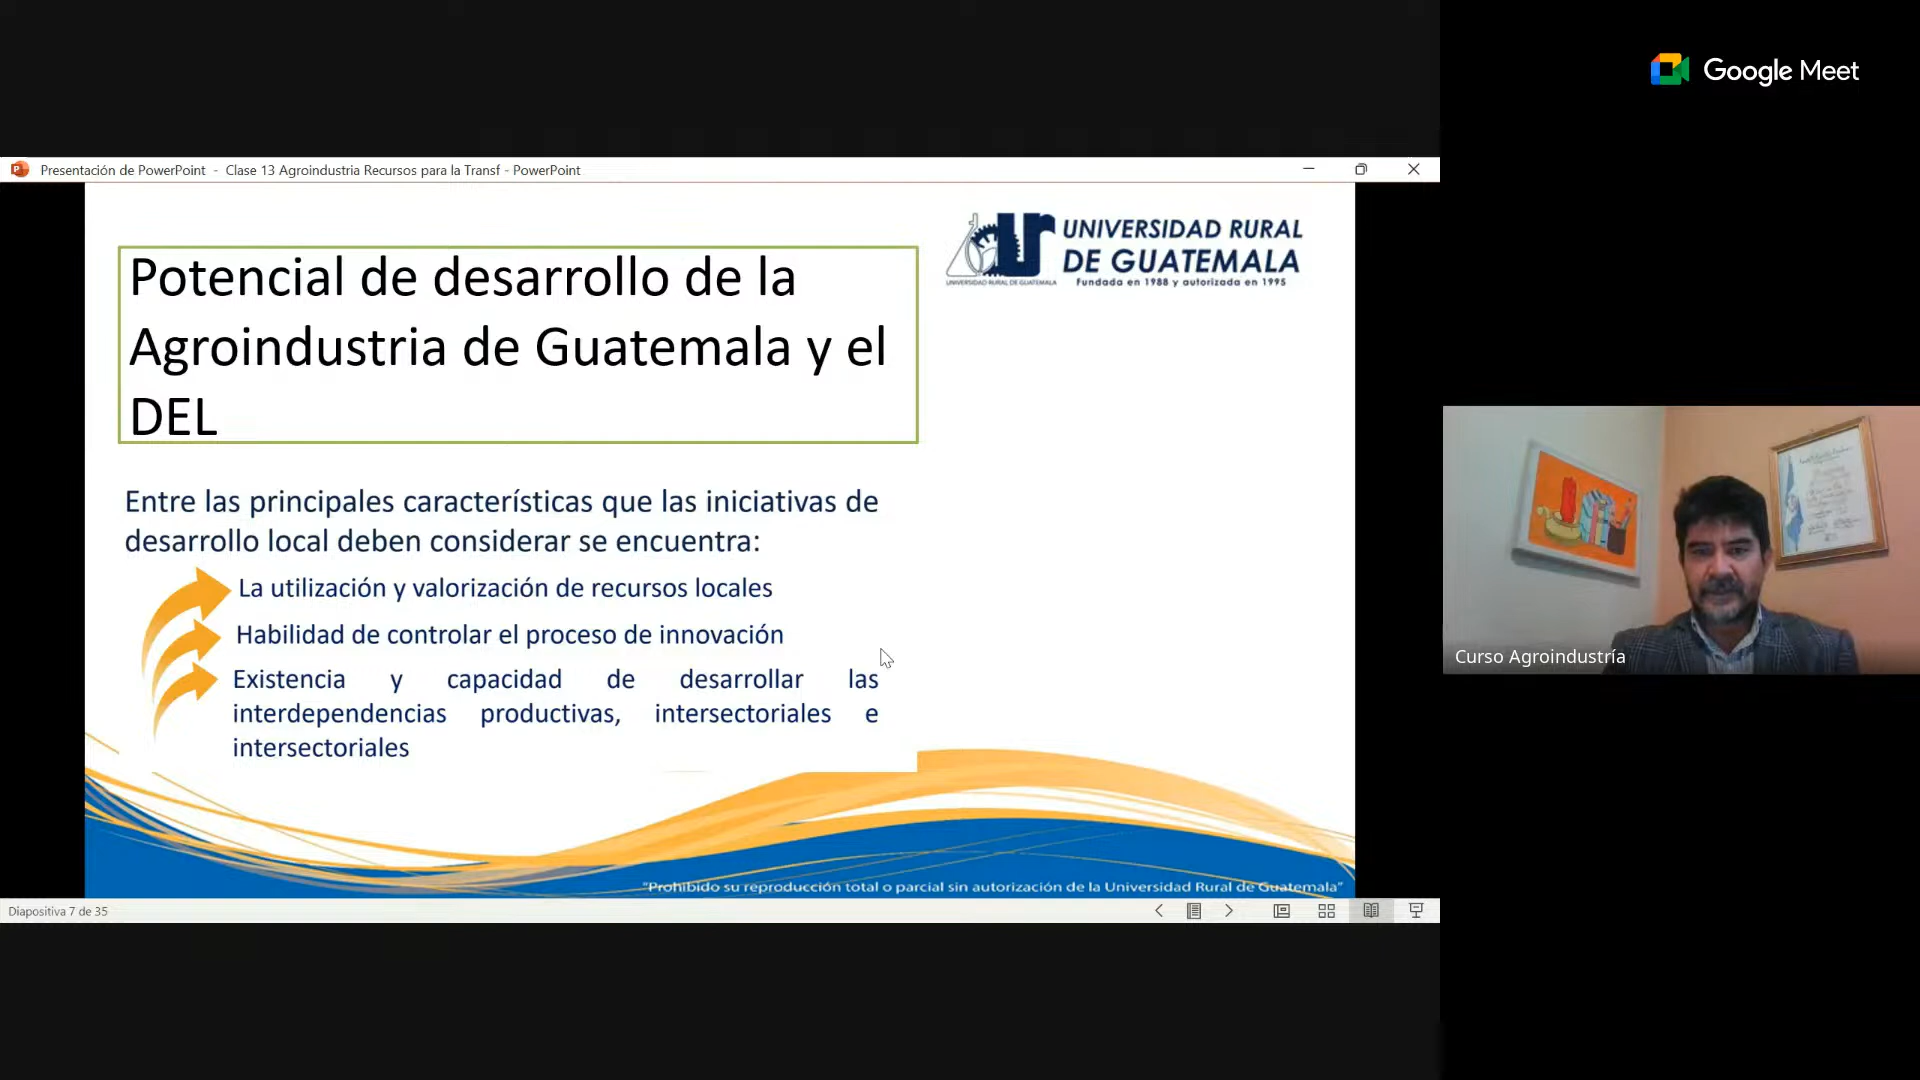 Google Meet
Presentación de PowerPoint - Clase 13 Agroindustria Recursos para la Transf - PowerPoint
UNIVERSIDAD RURAL
DE GUATEMALA
UNIVERSIDAD RURAL DE GUATEMALA
Fundada en 1988 y autorizada en 1995
Potencial de desarrollo de la
Agroindustria de Guatemala y el
DEL
Entre las principales características que las iniciativas de
desarrollo local deben considerar se encuentra:
La utilización y valorización de recursos locales
Habilidad de controlar el proceso de innovación
Existencia y capacidad de desarrollar las
interdependencias productivas, intersectoriales e
intersectoriales
"Prohibido su reproducción total o parcial sin autorización de la Universidad Rural de Guatemala"
Diapositiva 7 de 35
Curso Agroindustría